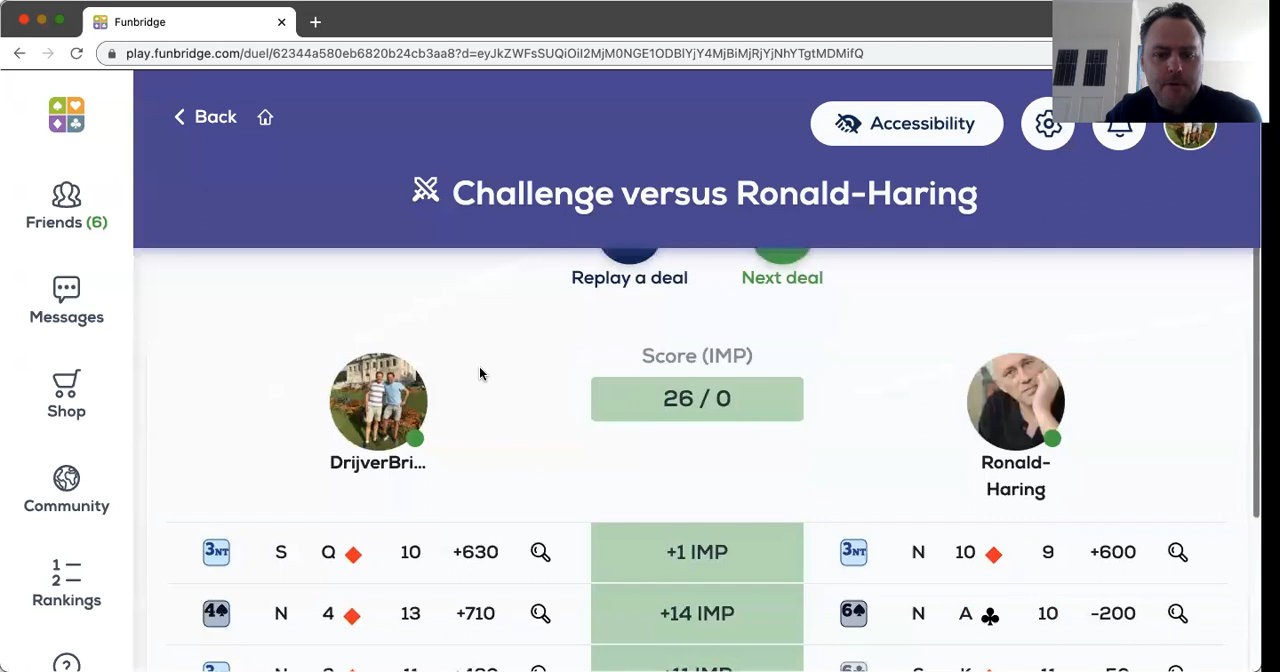 Funbridge
play.funbridge.com/duel/62344a580eb6820b24cb3aa8?d=eyJkZWFsSUQiOiI2MjM0NGE1ODBlYjY4MjBiMjRjYjNhYTgtMDMifQ
Back
Accessibility
Challenge versus Ronald-Haring
Friends (6)
Messages
Shop
Community
1
2
Rankings
?
Replay a deal Next deal
Score (IMP)
26 / 0
DrijverBri...
Ronald-
Haring
3NT S Q♦ 10 +630 +1 IMP 3NT N 10♦ 9 +600
4♠ N 4♦ 13 +710 +14 IMP 6♠ N A♣ 10 -200